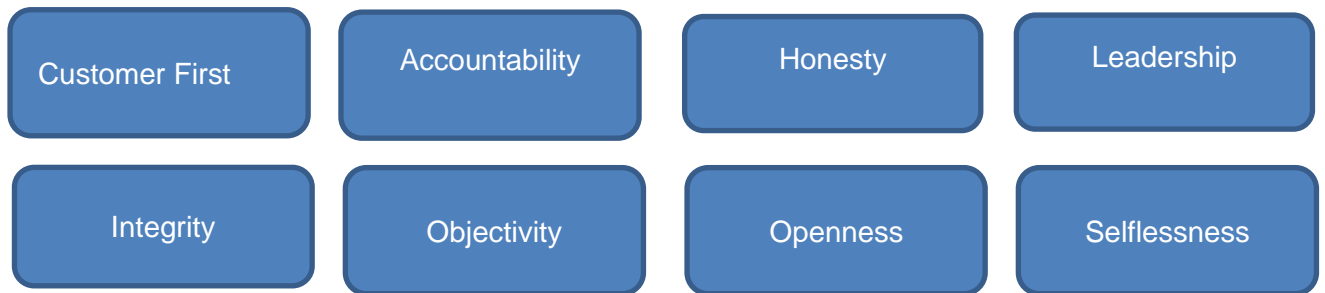 Customer First
Accountability
Honesty
Leadership
Integrity
Objectivity
Openness
Selflessness